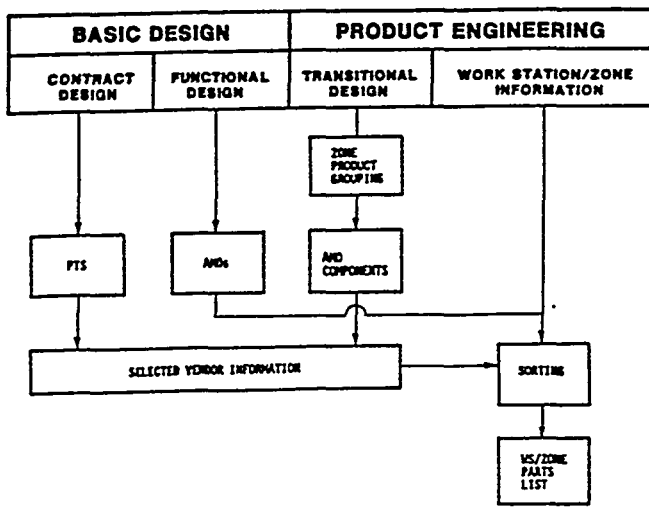 BASIC DESIGN
PRODUCT ENGINEERING
CONTRACT
DESIGN
FUNCTIONAL
DESIGN
TRANSITIONAL
DESIGN
WORK STATION/ZONE
INFORMATION
ZONE
PRODUCT
GROUPING
PTS
AMDs
AMD
COMPONENTS
SELECTED VENDOR INFORMATION
SORTING
WS/ZONE
PARTS
LIST